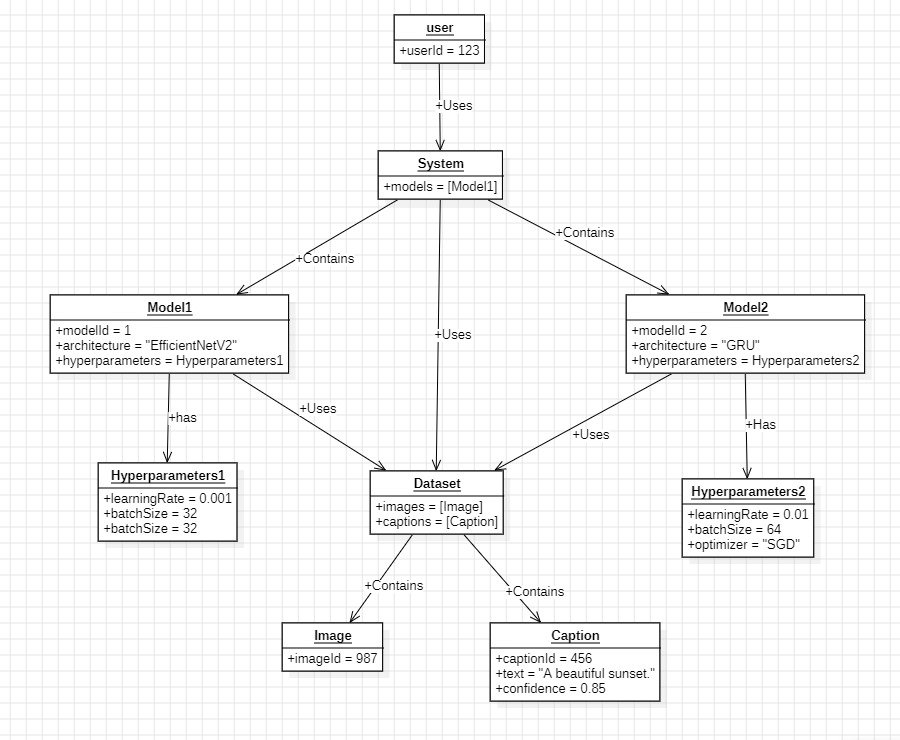 user
+userId = 123
+Uses
System
+models = [Model1]
+Contains
+Contains
+Uses
Model1
+modelId = 1
+architecture = "EfficientNetV2"
+hyperparameters = Hyperparameters1
Model2
+modelId = 2
+architecture = "GRU"
+hyperparameters = Hyperparameters2
+has
+Uses
+Uses
+Has
Hyperparameters1
+learningRate = 0.001
+batchSize = 32
+batchSize = 32
Dataset
+images = [Image]
+captions = [Caption]
Hyperparameters2
+learningRate = 0.01
+batchSize = 64
+optimizer = "SGD"
+Contains
+Contains
Image
+imageId = 987
Caption
+captionId = 456
+text = "A beautiful sunset."
+confidence = 0.85